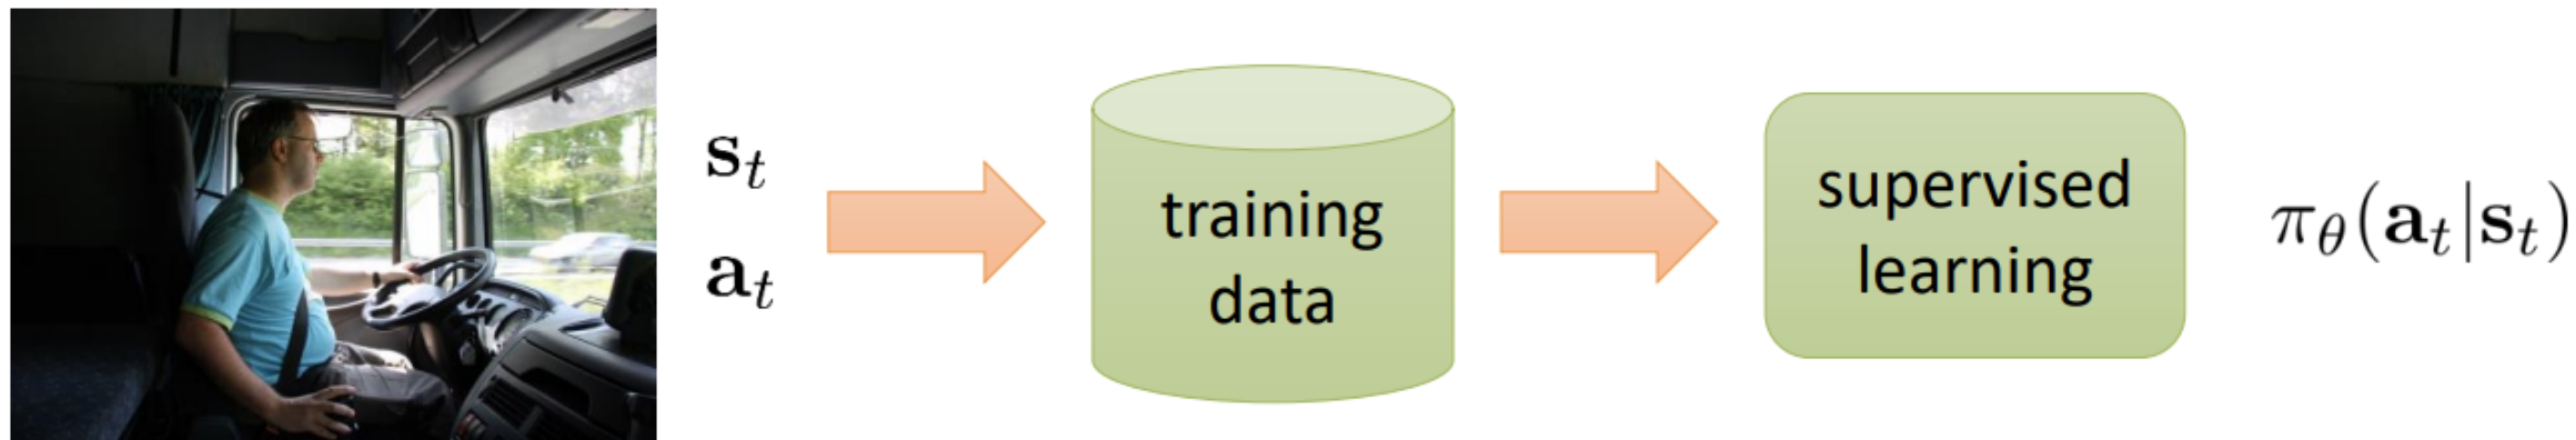 s_t
a_t
training
data
supervised
learning
π_θ(a_t|s_t)